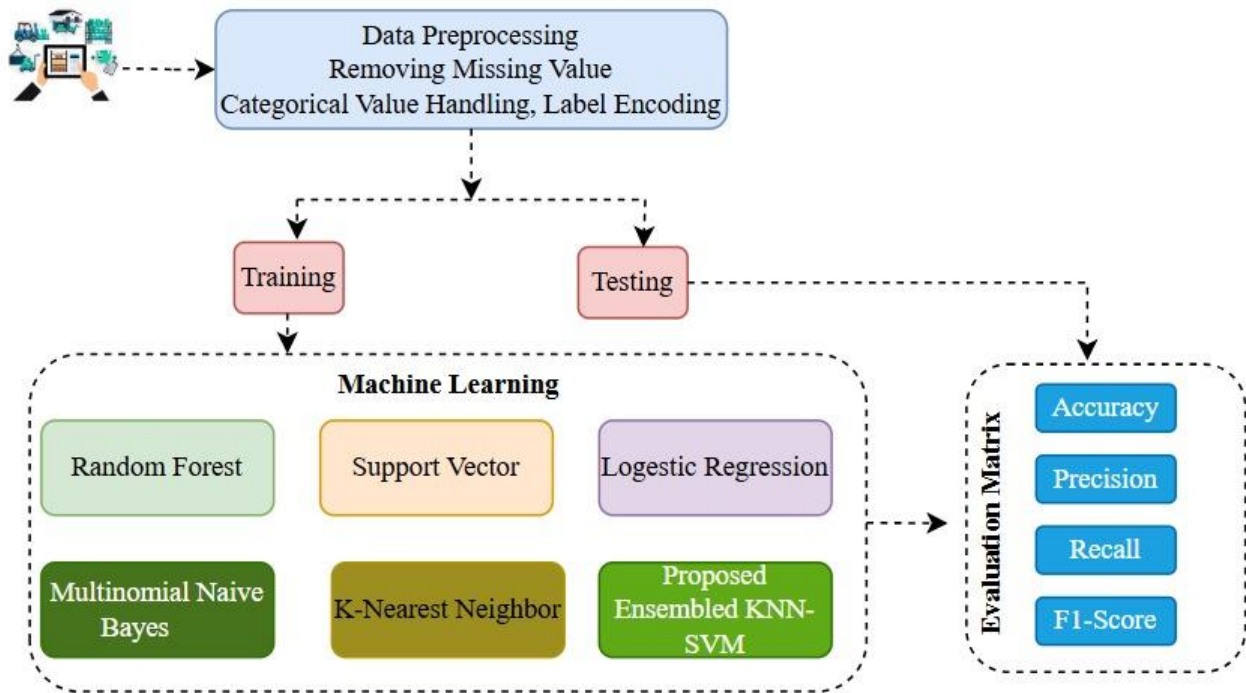 Data Preprocessing
Removing Missing Value
Categorical Value Handling, Label Encoding
Training
Testing
Machine Learning
Random Forest
Support Vector
Logestic Regression
Multinomial Naive
Bayes
K-Nearest Neighbor
Proposed
Ensembled KNN-
SVM
Evaluation Matrix
Accuracy
Precision
Recall
F1-Score